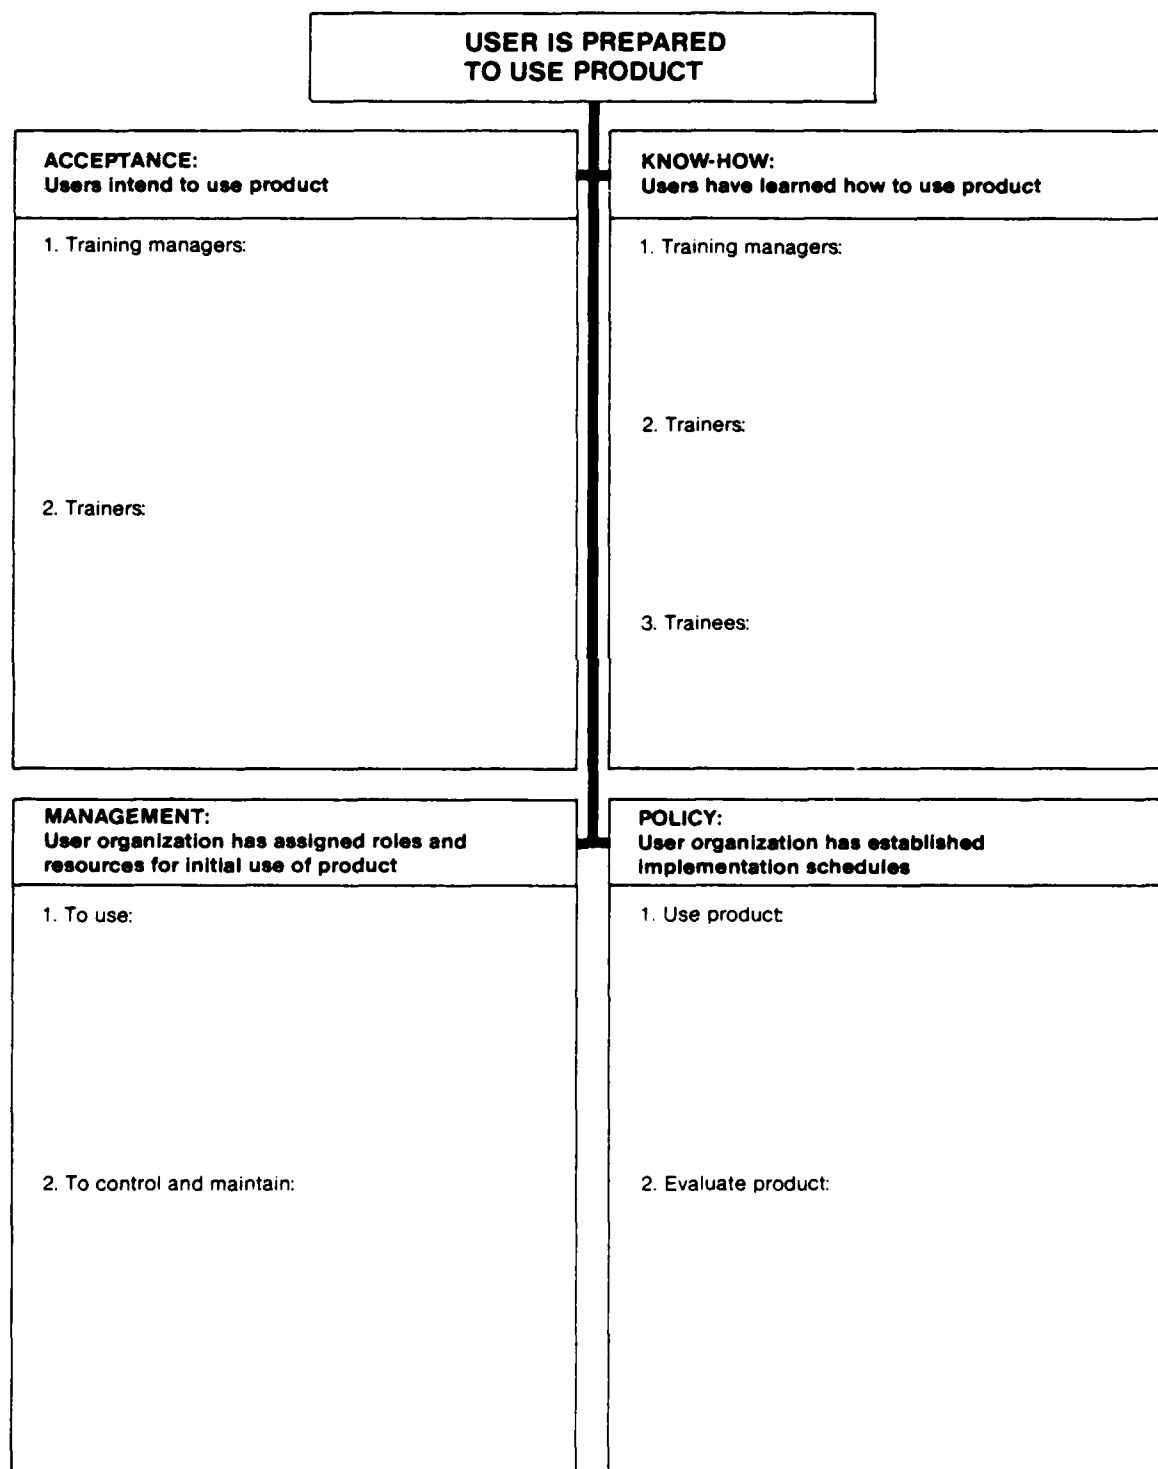 USER IS PREPARED
TO USE PRODUCT
ACCEPTANCE:
Users intend to use product
1. Training managers:
2. Trainers:
KNOW-HOW:
Users have learned how to use product
1. Training managers:
2. Trainers:
3. Trainees:
MANAGEMENT:
User organization has assigned roles and
resources for initial use of product
1. To use:
2. To control and maintain:
POLICY:
User organization has established
implementation schedules
1. Use product:
2. Evaluate product: